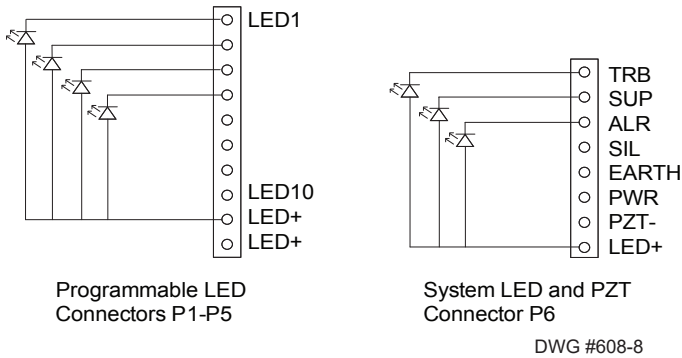 LED1
LED10
LED+
LED+
Programmable LED
Connectors P1-P5
TRB
SUP
ALR
SIL
EARTH
PWR
PZT-
LED+
System LED and PZT
Connector P6
DWG #608-8